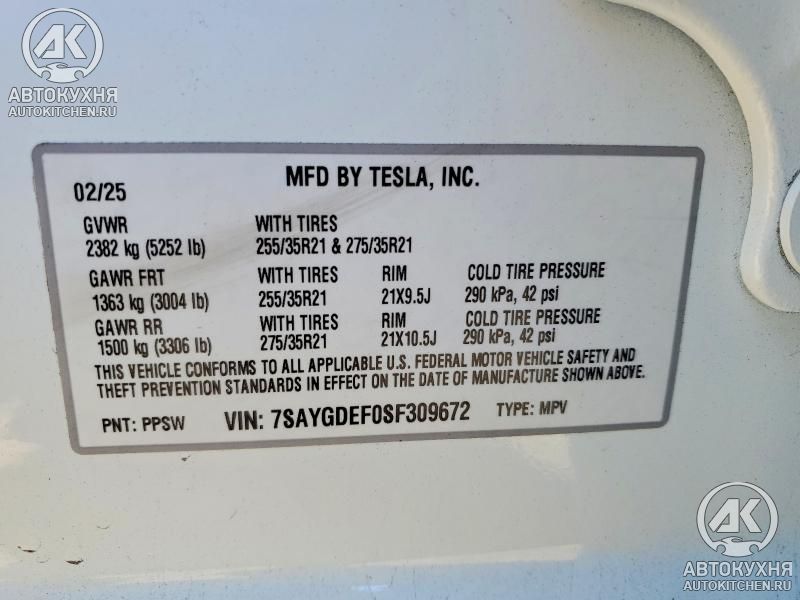 АК
АВТОКУХНЯ
AUTOKITCHEN.RU
02/25 MFD BY TESLA, INC.
GVWR WITH TIRES
2382 kg (5252 lb) 255/35R21 & 275/35R21
GAWR FRT WITH TIRES RIM COLD TIRE PRESSURE
1363 kg (3004 lb) 255/35R21 21X9.5J 290 kPa, 42 psi
GAWR RR WITH TIRES RIM COLD TIRE PRESSURE
1500 kg (3306 lb) 275/35R21 21X10.5J 290 kPa, 42 psi
THIS VEHICLE CONFORMS TO ALL APPLICABLE U.S. FEDERAL MOTOR VEHICLE SAFETY AND
THEFT PREVENTION STANDARDS IN EFFECT ON THE DATE OF MANUFACTURE SHOWN ABOVE.
PNT: PPSW VIN: 7SAYGDEF0SF309672 TYPE: MPV
АК
АВТОКУХНЯ
AUTOKITCHEN.RU